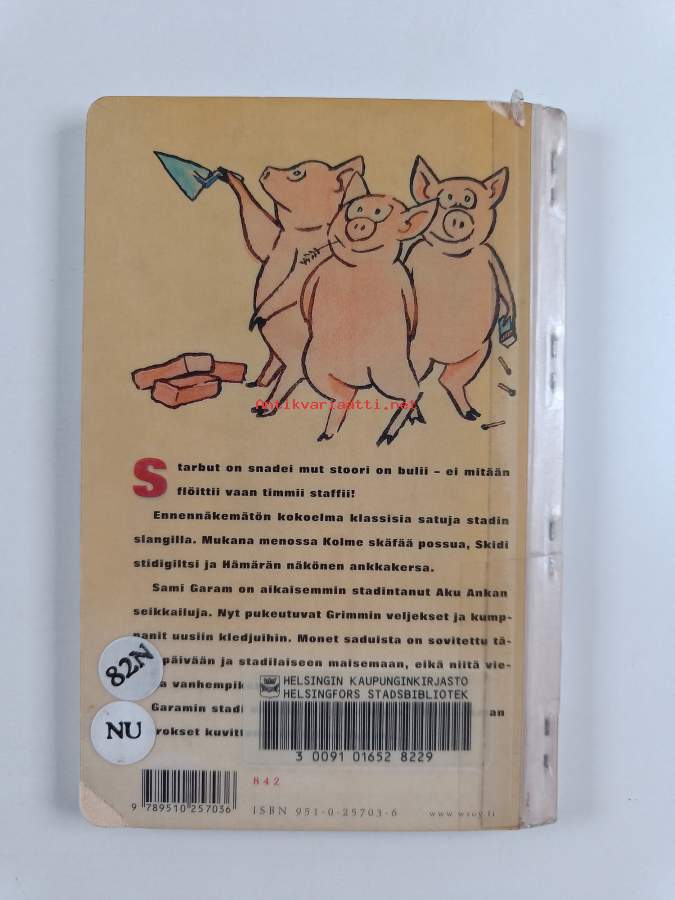 Antikvariaatti.net
Starbut on snadei mut stoori on bulii – ei mitään
flöittii vaan timmii staffii!
Ennennäkemätön kokoelma klassisia satuja stadin
slangilla. Mukana menossa Kolme skäfää possua, Skidi
stidigiltsi ja Hämärän näkönen ankkakersa.
Sami Garam on aikaisemmin stadintanut Aku Ankan
seikkailuja. Nyt pukeutuvat Grimmin veljekset ja kump-
panit uusiin kledjuihin. Monet saduista on sovitettu tä-
päivään ja stadilaiseen maisemaan, eikä niitä vie-
vanhempik
Garamin stadi an
rokset kuvit
82N
NU
HELSINGIN KAUPUNGINKIRJASTO
HELSINGFORS STADSBIBLIOTEK
3 0091 01652 8229
842
9 789510 257036
ISBN 951-0-25703-6
www.wsoy.fi